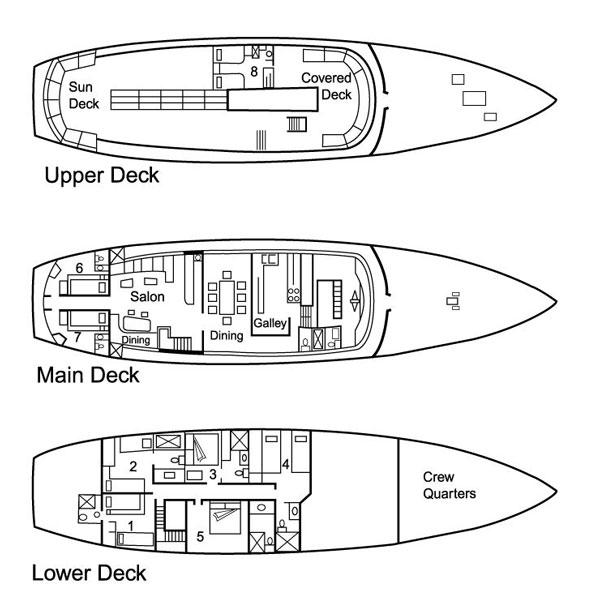 Sun
Deck
8
Covered
Deck
Upper Deck
6
Salon
7
Dining
Dining
Galley
Main Deck
2
3
4
Crew
Quarters
1
5
Lower Deck